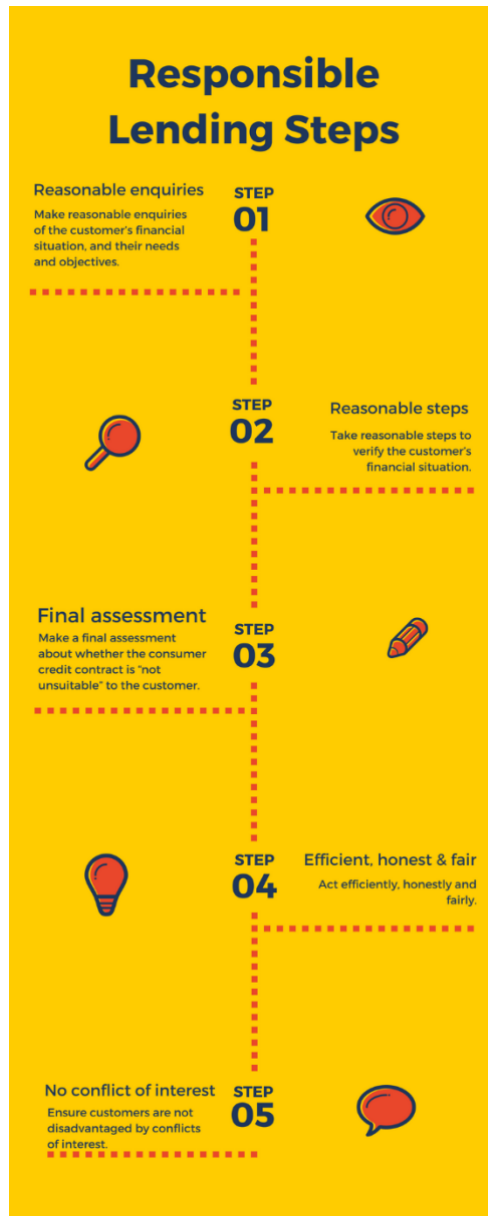 Responsible
Lending Steps
Reasonable enquiries
Make reasonable enquiries
of the customer's financial
situation, and their needs
and objectives.
STEP
01
STEP
02
Reasonable steps
Take reasonable steps to
verify the customer's
financial situation.
Final assessment
Make a final assessment
about whether the consumer
credit contract is "not
unsuitable" to the customer.
STEP
03
STEP
04
Efficient, honest & fair
Act efficiently, honestly and
fairly.
No conflict of interest
Ensure customers are not
disadvantaged by conflicts
of interest.
STEP
05